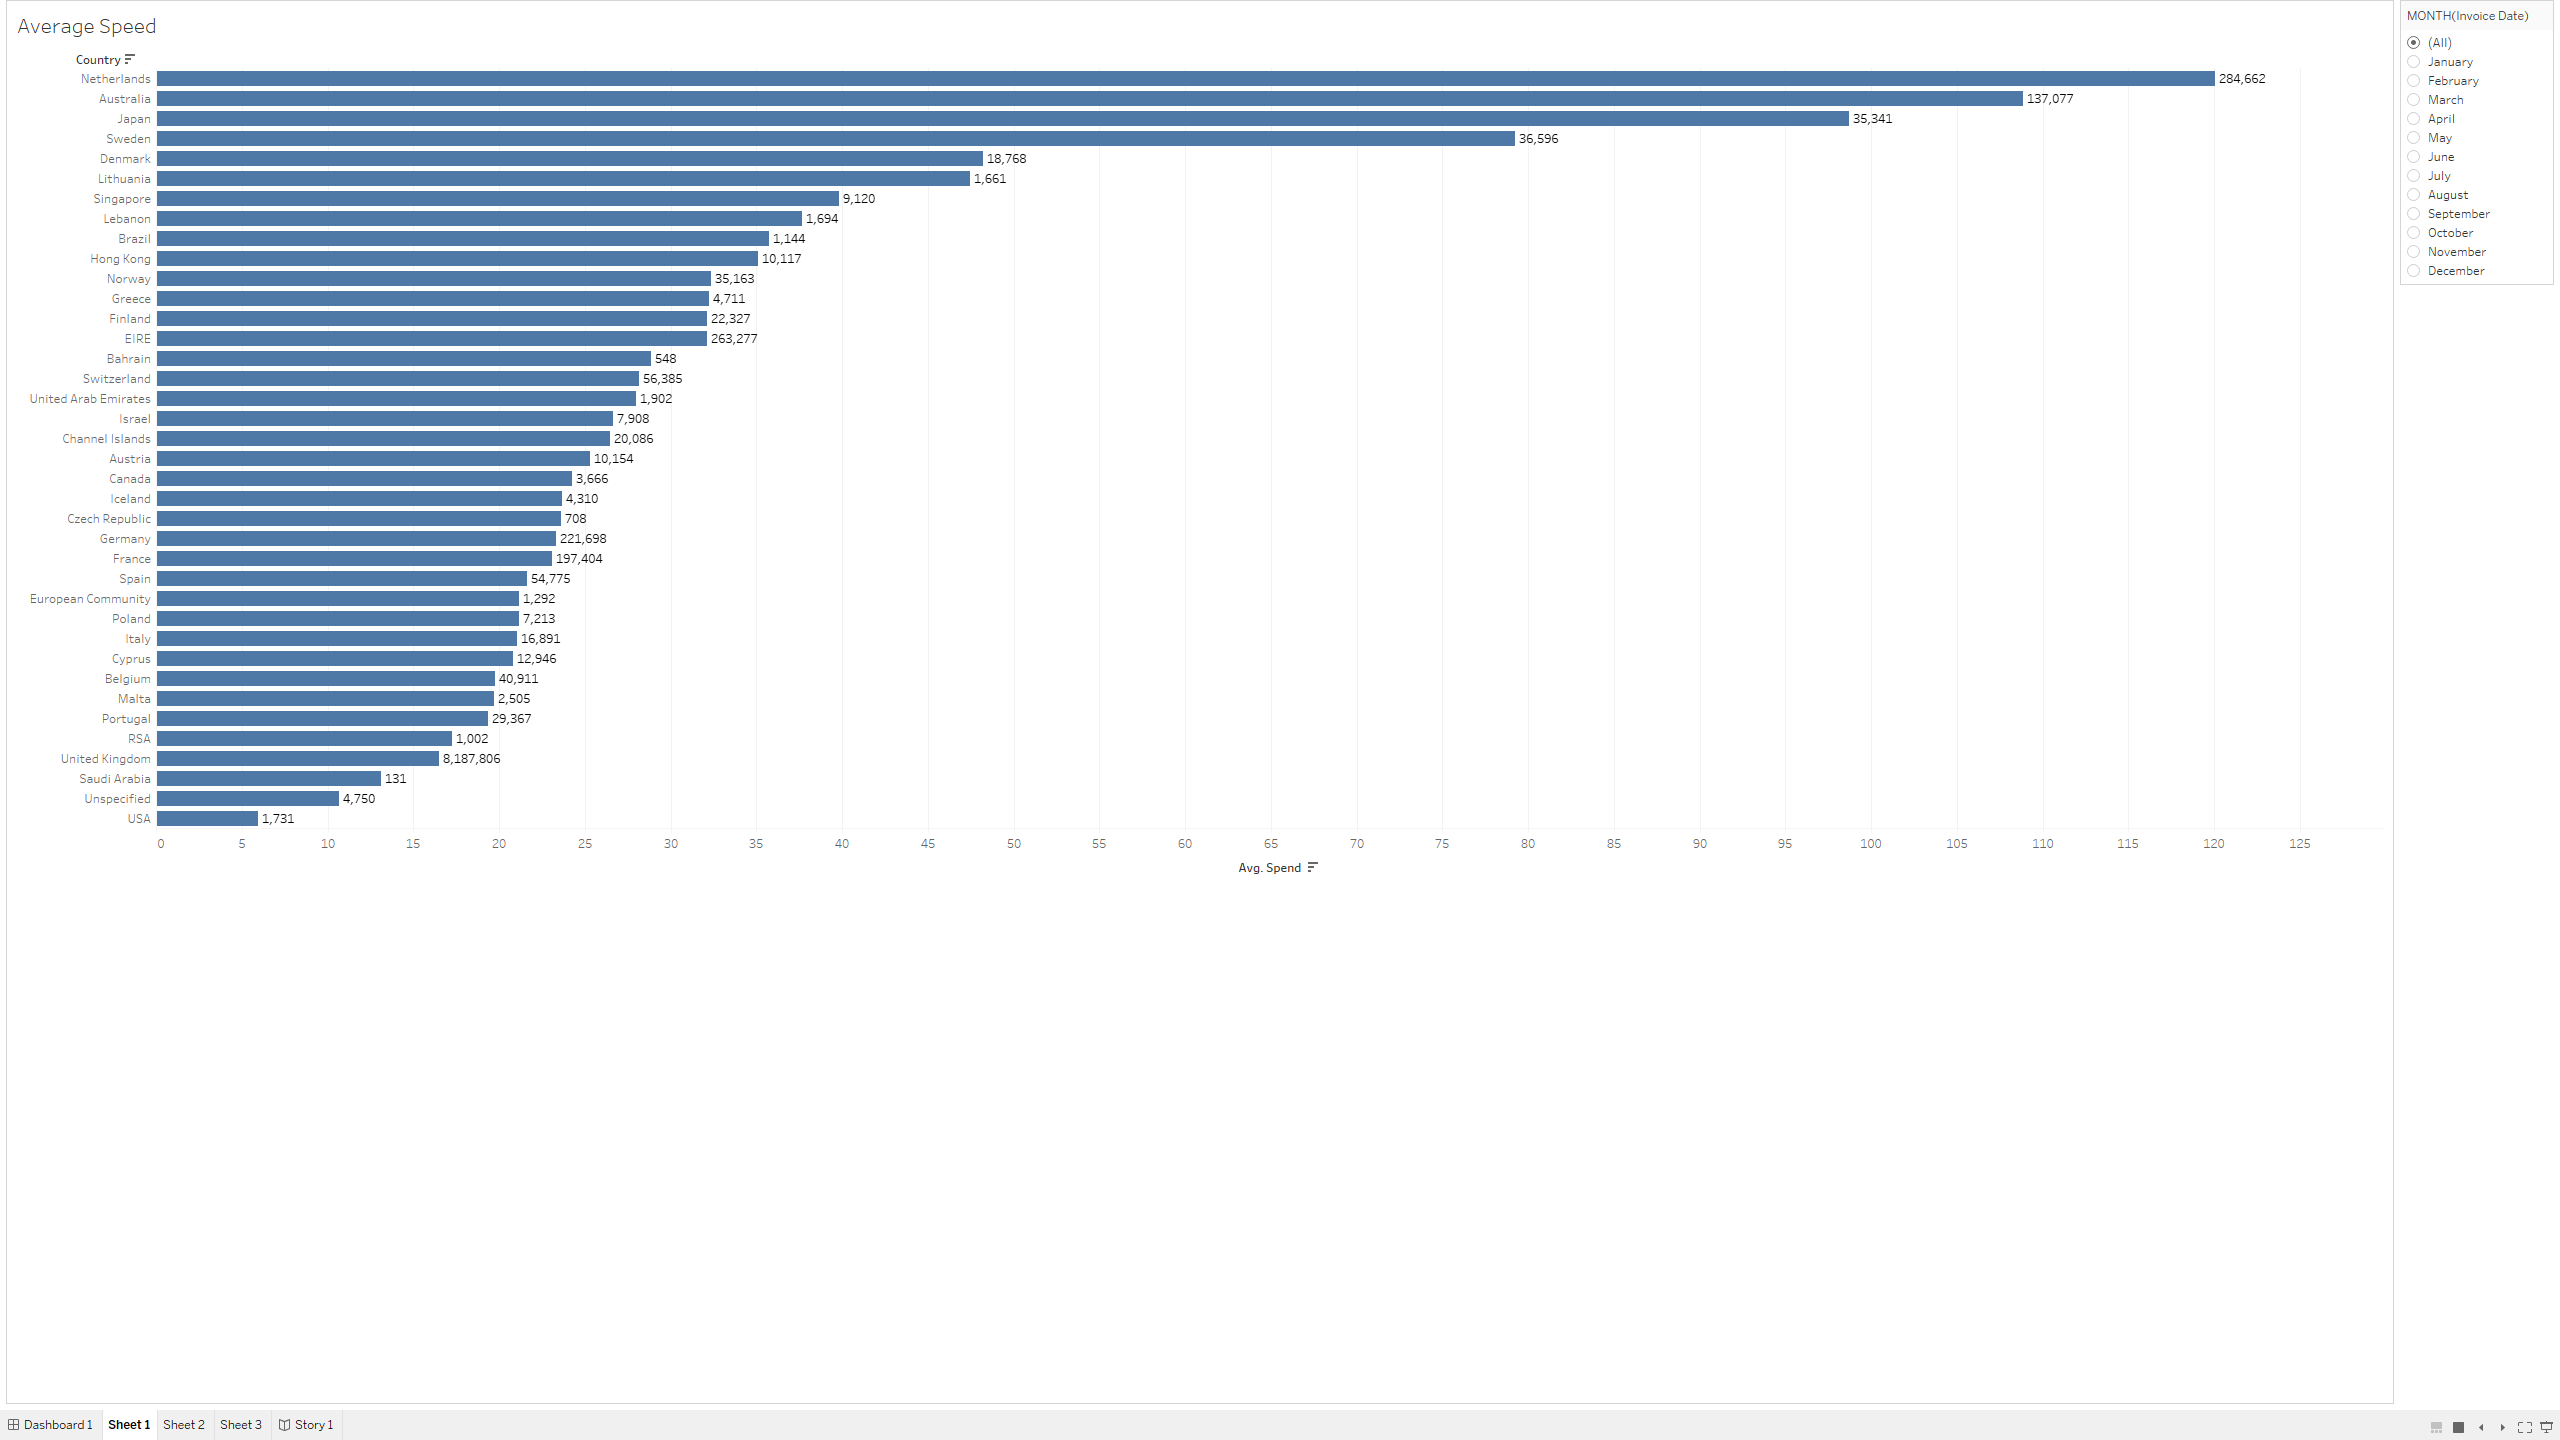 Average Speed
Country
Netherlands 284,662
Australia 137,077
Japan 35,341
Sweden 36,596
Denmark 18,768
Lithuania 1,661
Singapore 9,120
Lebanon 1,694
Brazil 1,144
Hong Kong 10,117
Norway 35,163
Greece 4,711
Finland 22,327
EIRE 263,277
Bahrain 548
Switzerland 56,385
United Arab Emirates 1,902
Israel 7,908
Channel Islands 20,086
Austria 10,154
Canada 3,666
Iceland 4,310
Czech Republic 708
Germany 221,698
France 197,404
Spain 54,775
European Community 1,292
Poland 7,213
Italy 16,891
Cyprus 12,946
Belgium 40,911
Malta 2,505
Portugal 29,367
RSA 1,002
United Kingdom 8,187,806
Saudi Arabia 131
Unspecified 4,750
USA 1,731
0 5 10 15 20 25 30 35 40 45 50 55 60 65 70 75 80 85 90 95 100 105 110 115 120 125
Avg. Spend
MONTH(Invoice Date)
(All)
January
February
March
April
May
June
July
August
September
October
November
December
Dashboard 1 Sheet 1 Sheet 2 Sheet 3 Story 1